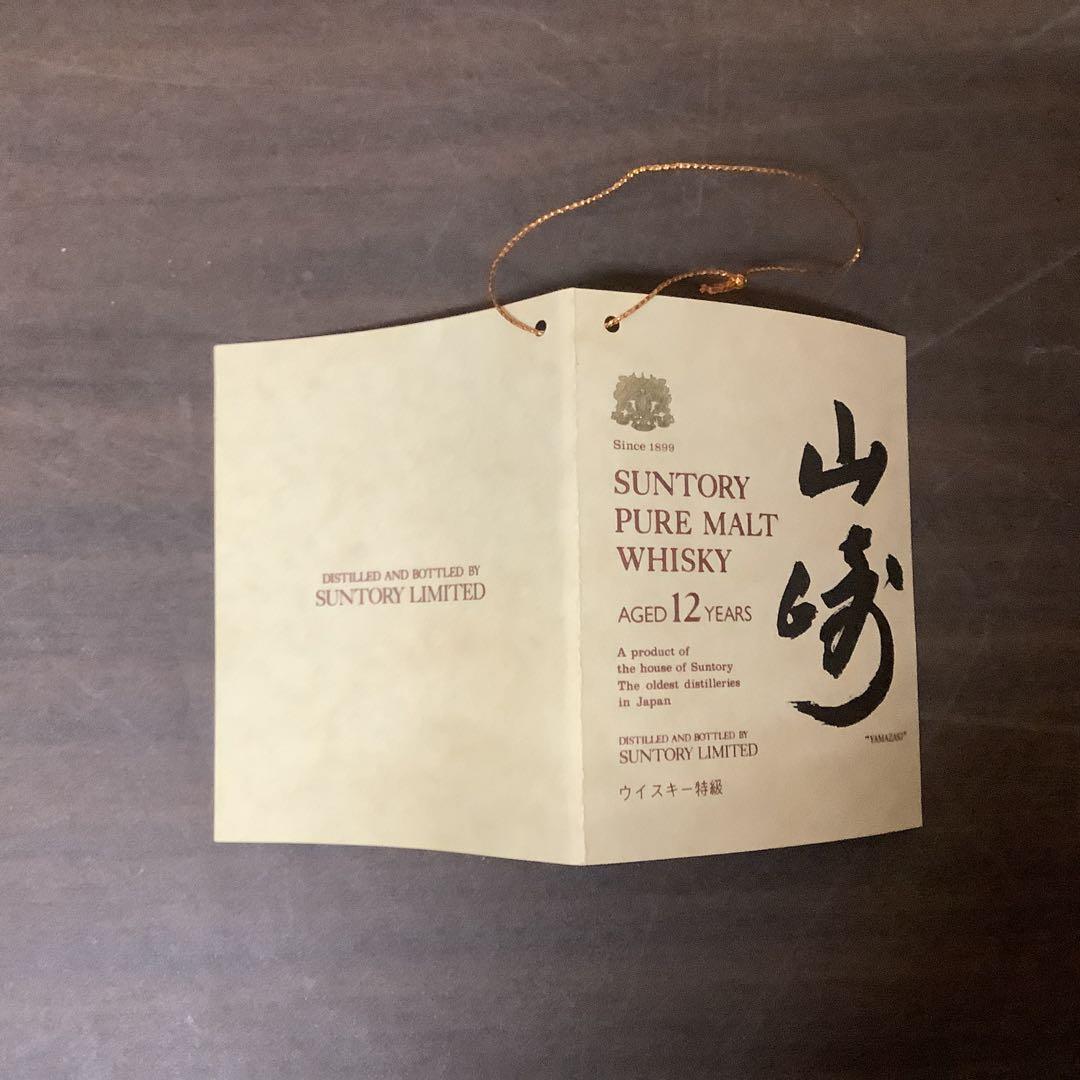 DISTILLED AND BOTTLED BY
SUNTORY LIMITED
Since 1899
SUNTORY
PURE MALT
WHISKY
AGED 12 YEARS
A product of
the house of Suntory
The oldest distilleries
in Japan
DISTILLED AND BOTTLED BY
SUNTORY LIMITED
ウイスキー特級
山崎
"YAMAZAKI"